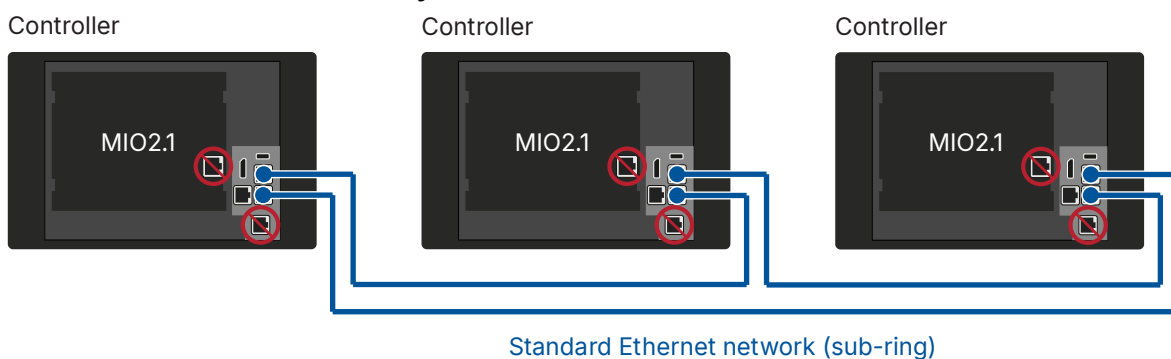 Controller
Controller
Controller
MIO2.1
MIO2.1
MIO2.1
Standard Ethernet network (sub-ring)